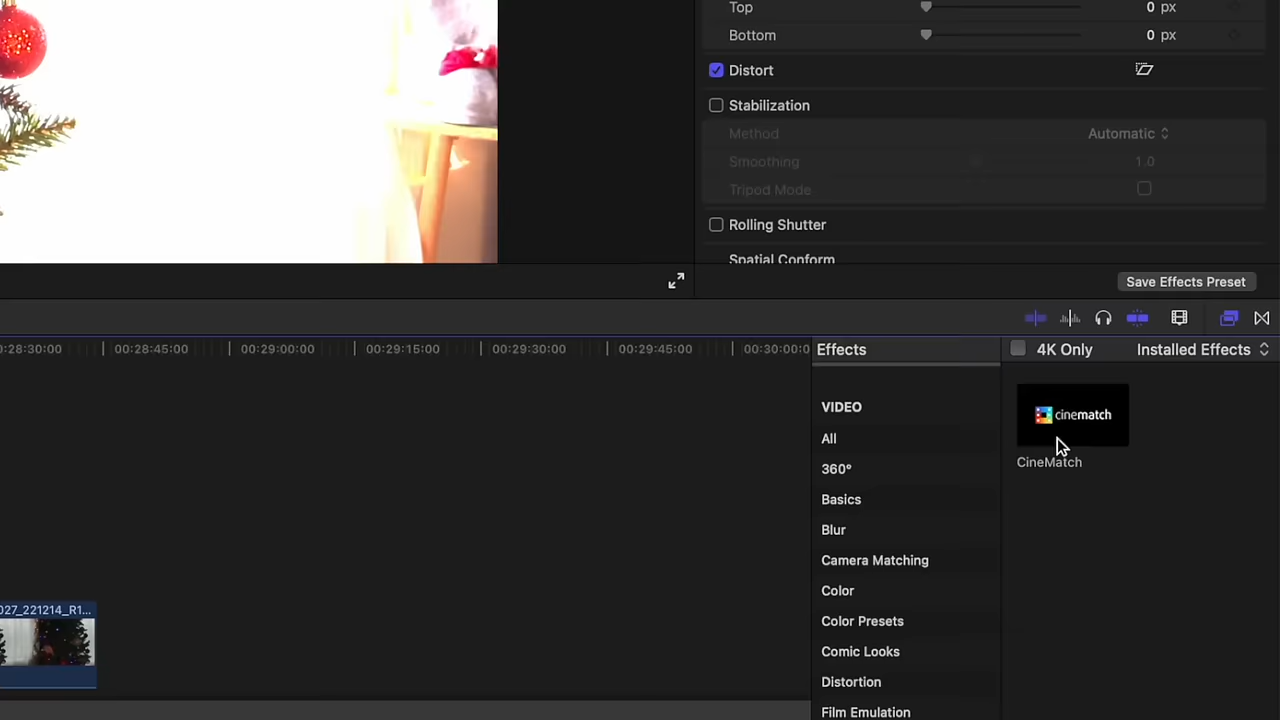 Top 0 px
Bottom 0 px
Distort
Stabilization
Method Automatic
Smoothing 1.0
Tripod Mode
Rolling Shutter
Spatial Conform
Save Effects Preset
0:28:30:00 00:28:45:00 00:29:00:00 00:29:15:00 00:29:30:00 00:29:45:00 00:30:00:0
Effects
4K Only Installed Effects
VIDEO
cinematch
All
CineMatch
360°
Basics
Blur
Camera Matching
Color
Color Presets
Comic Looks
Distortion
Film Emulation
027_221214_R1...